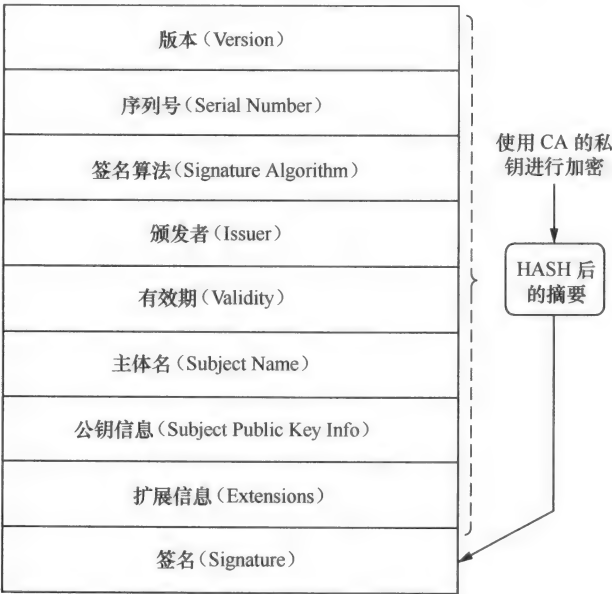 版本(Version)
序列号(Serial Number)
签名算法(Signature Algorithm)
颁发者(Issuer)
有效期(Validity)
主体名(Subject Name)
公钥信息(Subject Public Key Info)
扩展信息(Extensions)
签名(Signature)
使用 CA 的私
钥进行加密
HASH 后
的摘要